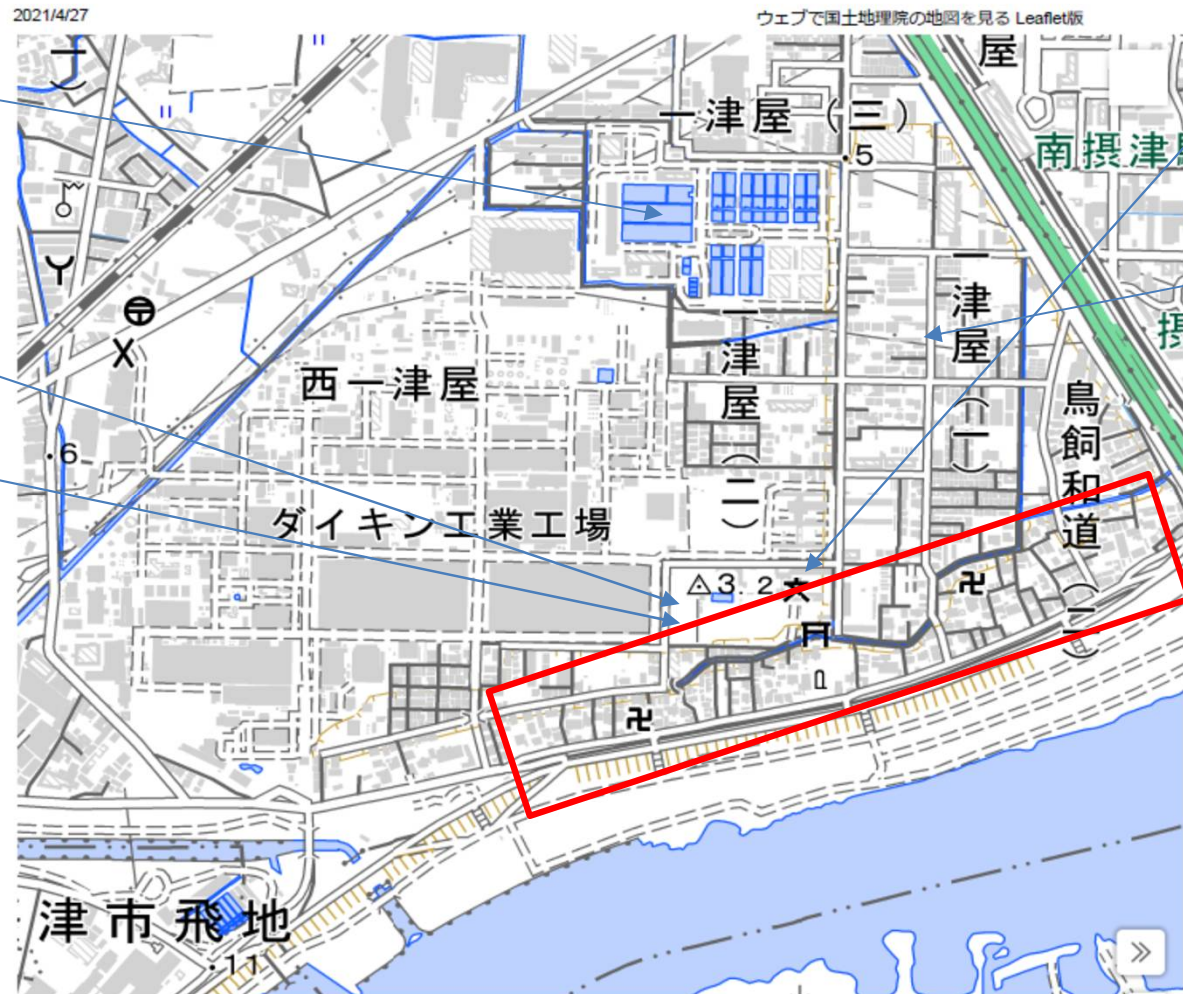 2021/4/27
ウェブで国土地理院の地図を見る Leaflet版
屋
一津屋(三)
.5
南摂津
一津屋(一)
摂
一津屋(二)
西一津屋
鳥飼和道(二)
.6
ダイキン工業工場
3.2
津市飛地
.11